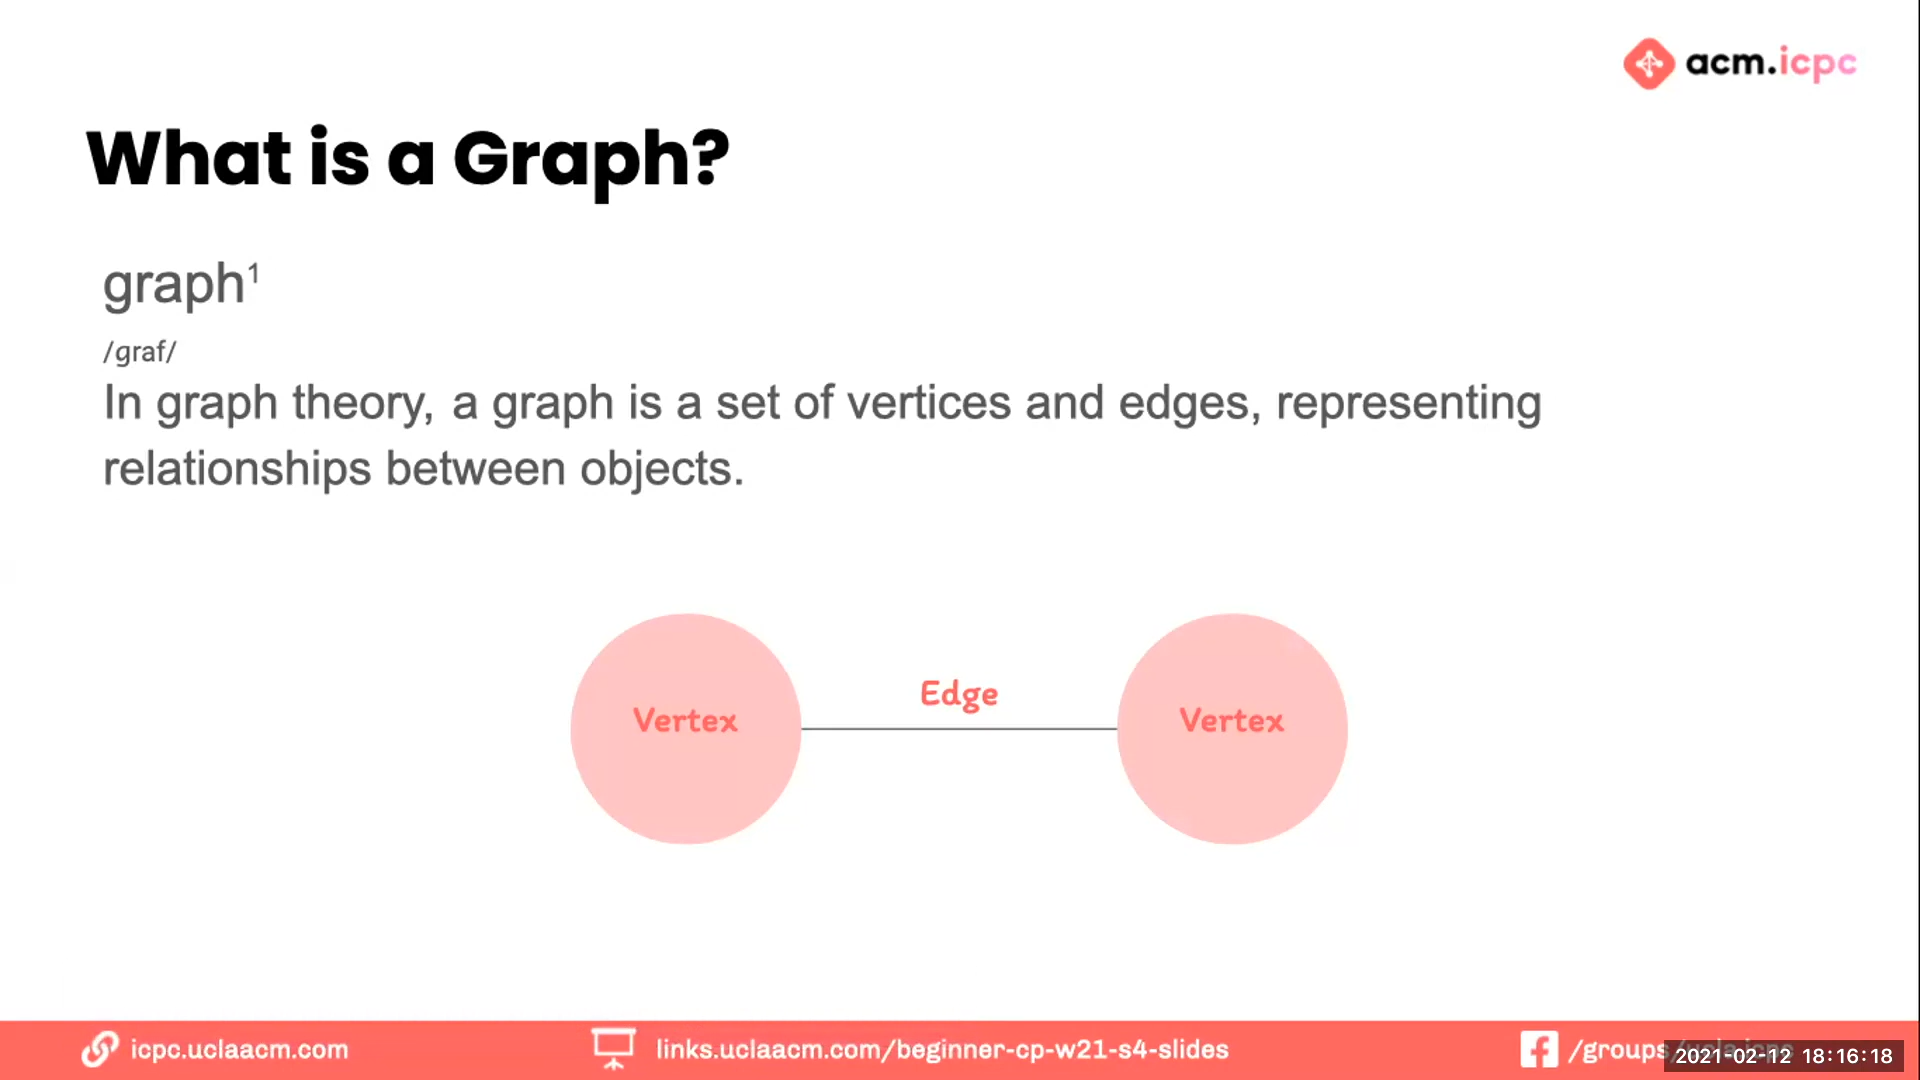 acm.icpc
What is a Graph?
graph¹
/graf/
In graph theory, a graph is a set of vertices and edges, representing
relationships between objects.
Edge
Vertex
Vertex
icpc.uclaacm.com
links.uclaacm.com/beginner-cp-w21-s4-slides
/groups/
2021-02-12 18:16:18